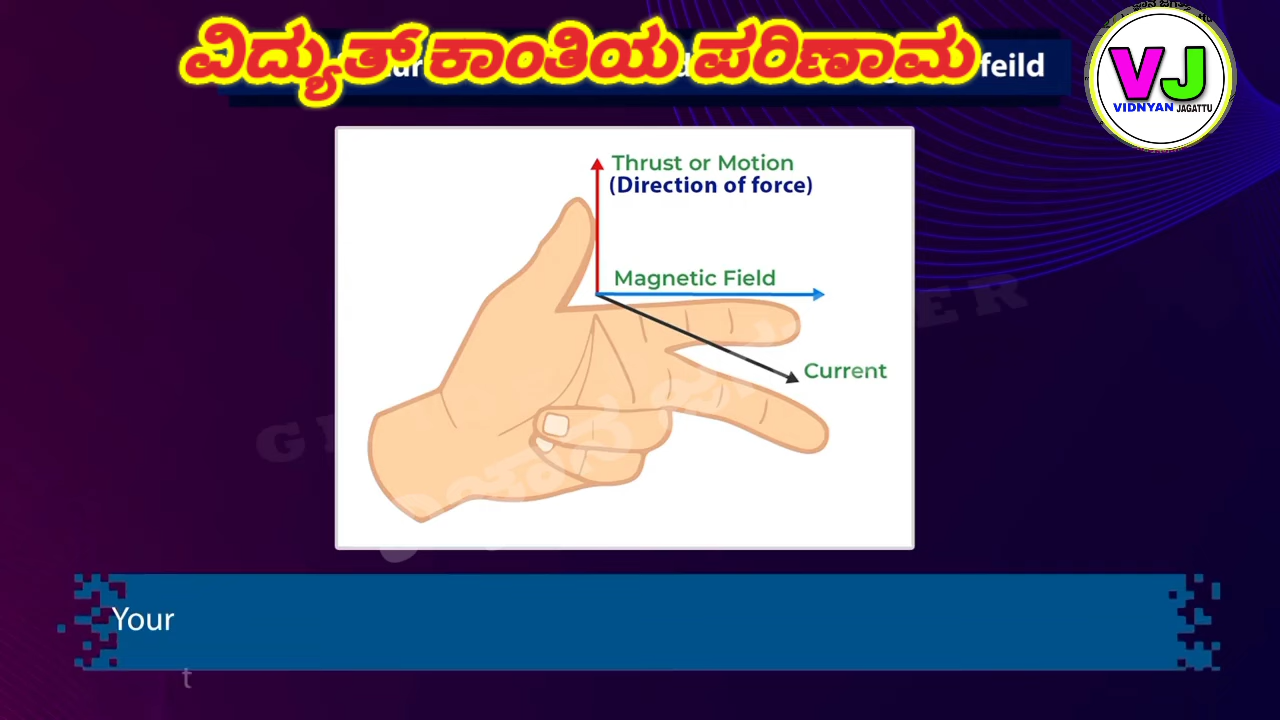 ವಿದ್ಯುತ್ ಕಾಂತಿಯ ಪರಿಣಾಮ
feild
VJ
VIDNYAN JAGATTU
Thrust or Motion
(Direction of force)
Magnetic Field
Current
Your
t